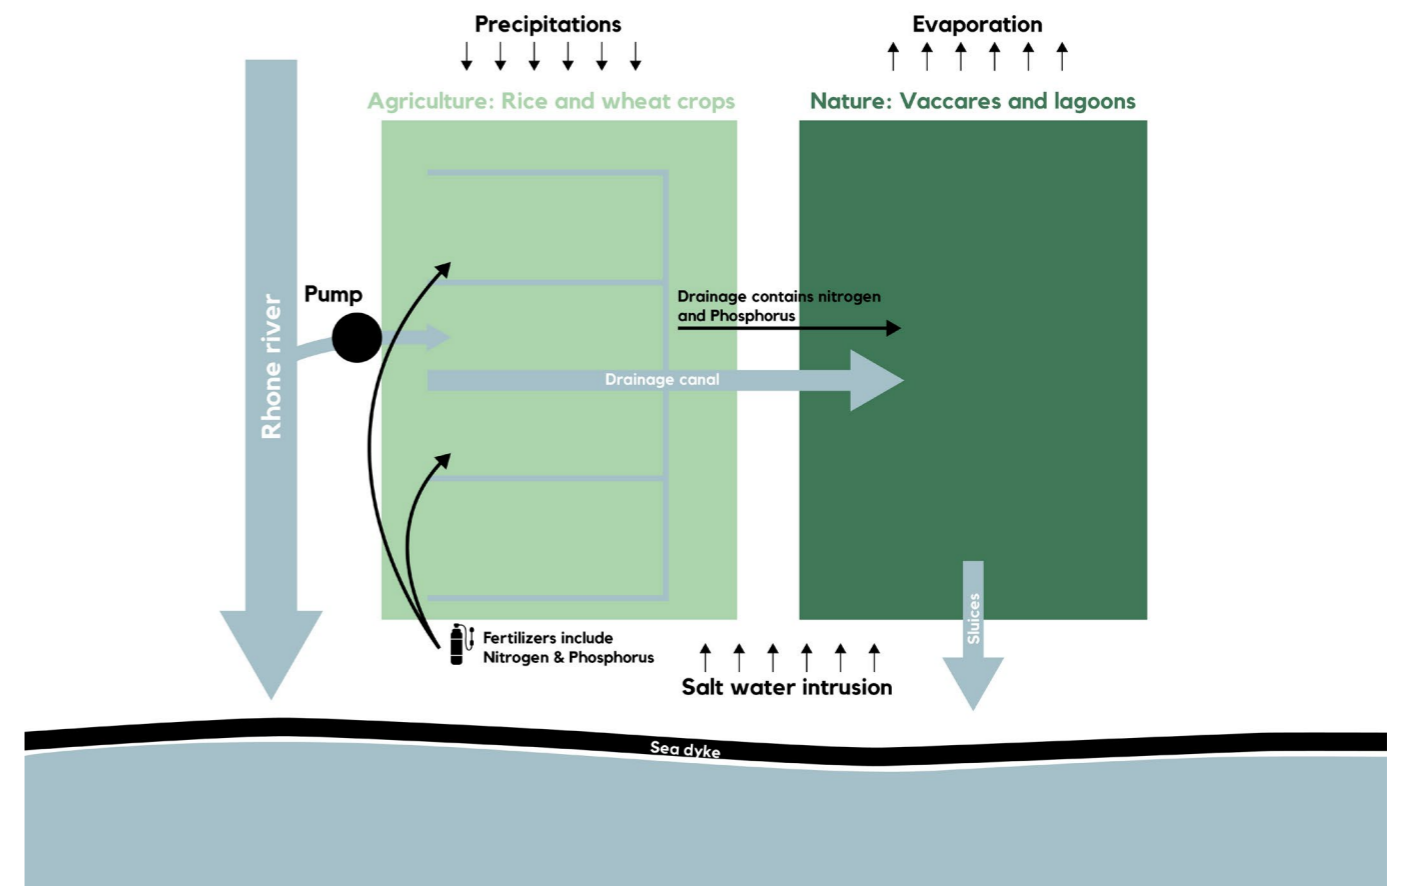 Precipitations
Evaporation
Agriculture: Rice and wheat crops
Nature: Vaccares and lagoons
Pump
Rhone river
Drainage contains nitrogen
and Phosphorus
Drainage canal
Sluices
Fertilizers include
Nitrogen & Phosphorus
Salt water intrusion
Sea dyke